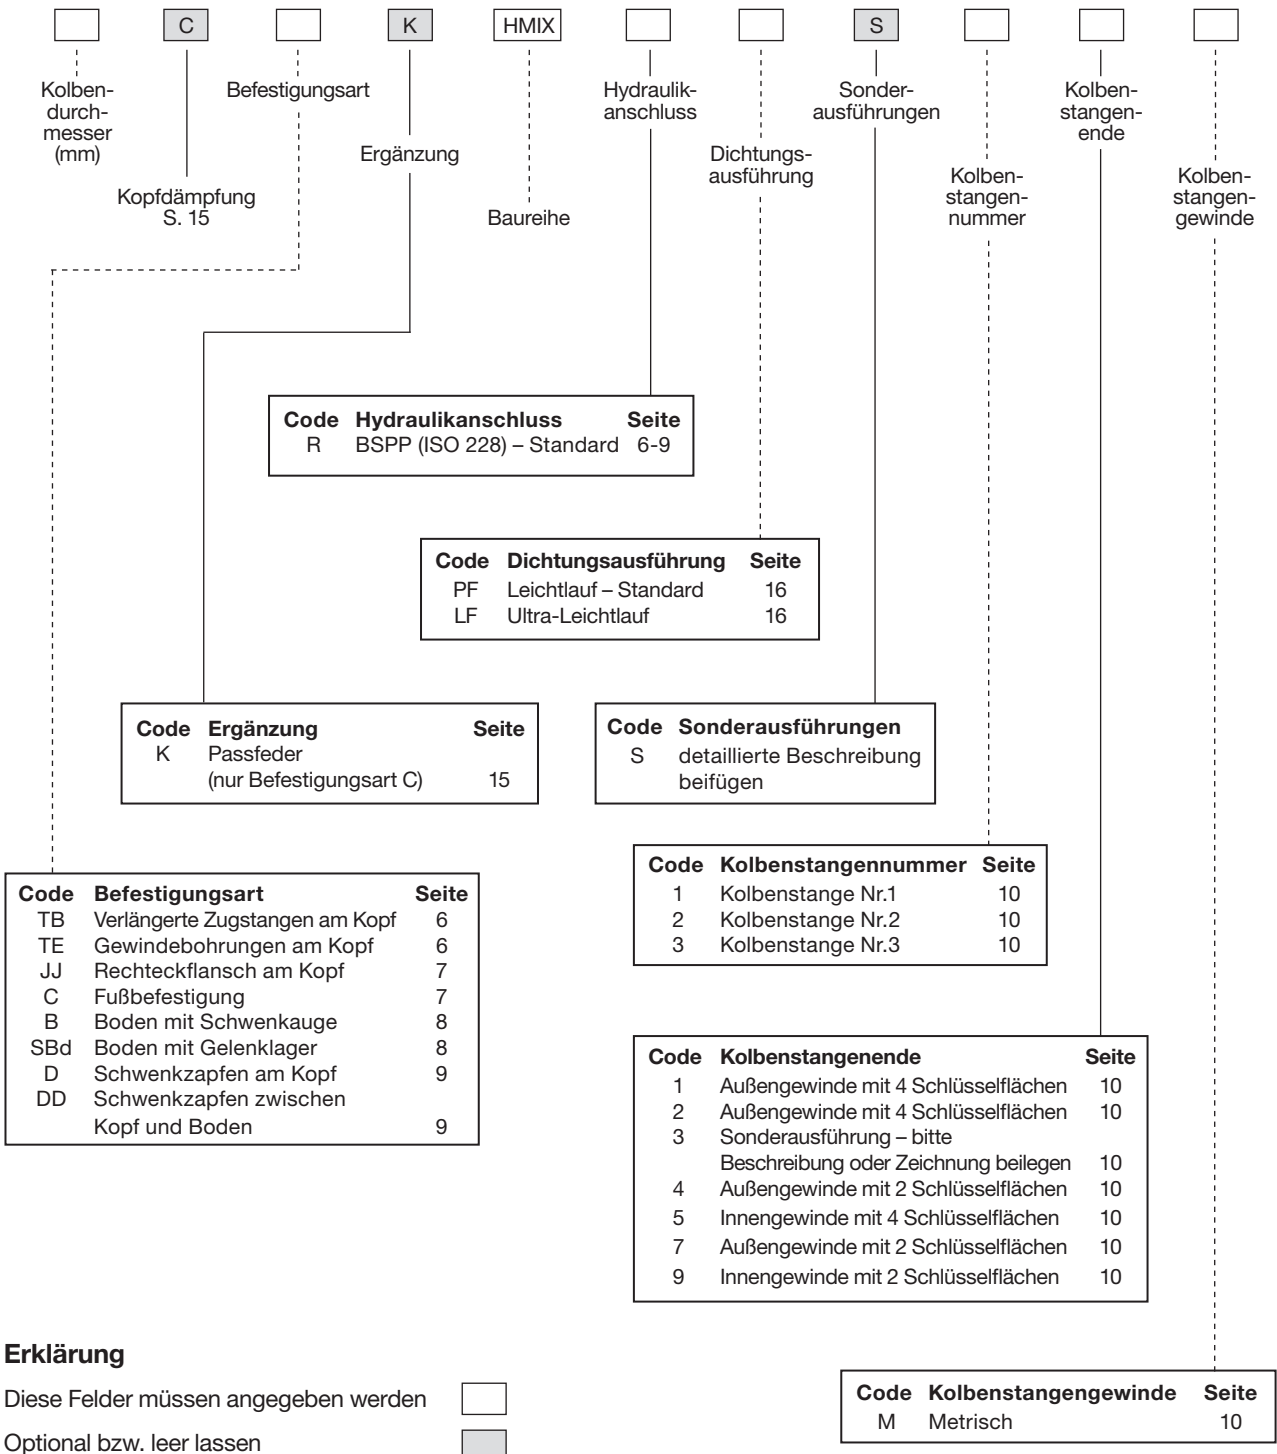 C K HMIX S
Kolben-
durch-
messer
(mm)
Kopfdämpfung
S. 15
Befestigungsart
Ergänzung
Baureihe
Hydraulik-
anschluss
Dichtungs-
ausführung
Sonder-
ausführungen
Kolben-
stangen-
nummer
Kolben-
stangen-
ende
Kolben-
stangen-
gewinde
Code Hydraulikanschluss Seite
R BSPP (ISO 228) – Standard 6-9
Code Dichtungsausführung Seite
PF Leichtlauf – Standard 16
LF Ultra-Leichtlauf 16
Code Ergänzung Seite
K Passfeder
(nur Befestigungsart C) 15
Code Sonderausführungen
S detaillierte Beschreibung
beifügen
Code Kolbenstangennummer Seite
1 Kolbenstange Nr.1 10
2 Kolbenstange Nr.2 10
3 Kolbenstange Nr.3 10
Code Befestigungsart Seite
TB Verlängerte Zugstangen am Kopf 6
TE Gewindebohrungen am Kopf 6
JJ Rechteckflansch am Kopf 7
C Fußbefestigung 7
B Boden mit Schwenkauge 8
SBd Boden mit Gelenklager 8
D Schwenkzapfen am Kopf 9
DD Schwenkzapfen zwischen
Kopf und Boden 9
Code Kolbenstangenende Seite
1 Außengewinde mit 4 Schlüsselflächen 10
2 Außengewinde mit 4 Schlüsselflächen 10
3 Sonderausführung – bitte
Beschreibung oder Zeichnung beilegen 10
4 Außengewinde mit 2 Schlüsselflächen 10
5 Innengewinde mit 4 Schlüsselflächen 10
7 Außengewinde mit 2 Schlüsselflächen 10
9 Innengewinde mit 2 Schlüsselflächen 10
Erklärung
Diese Felder müssen angegeben werden
Optional bzw. leer lassen
Code Kolbenstangengewinde Seite
M Metrisch 10